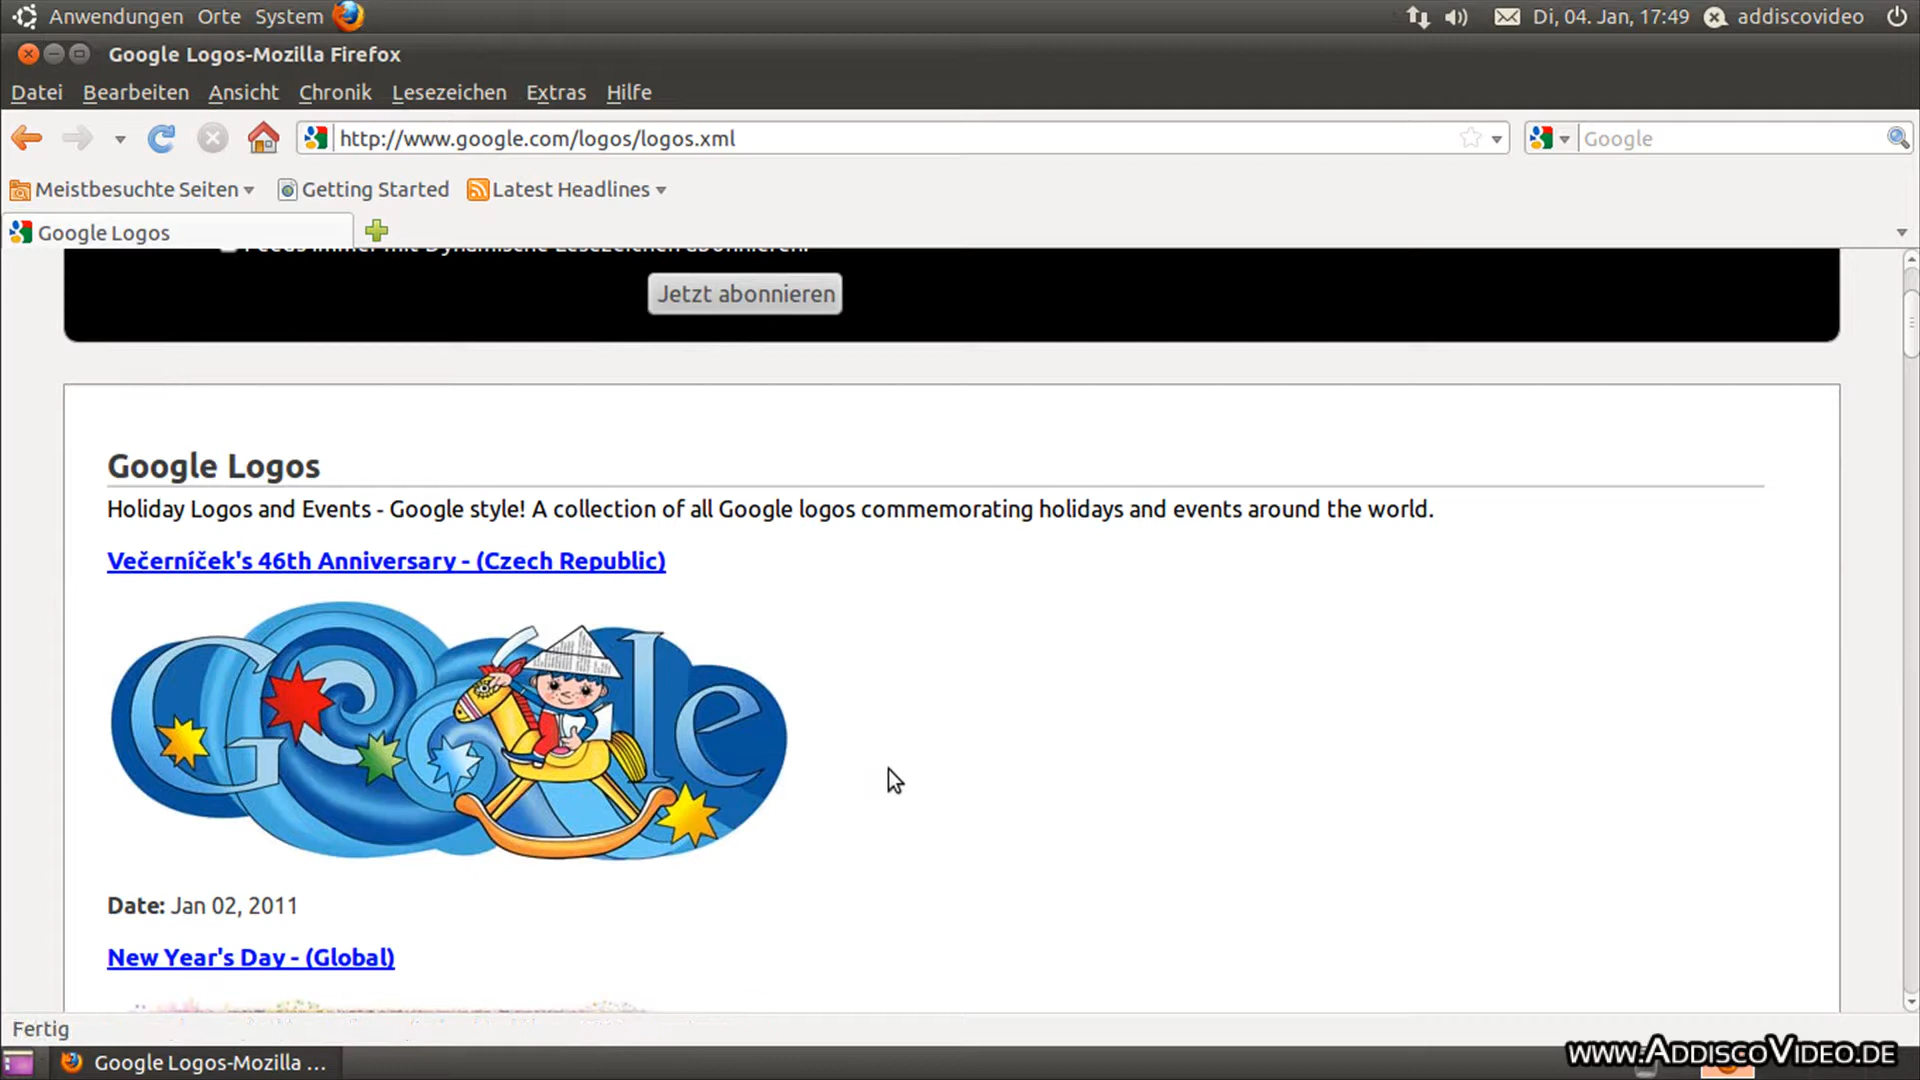 Anwendungen Orte System Di, 04. Jan, 17:49 addiscovideo
Google Logos-Mozilla Firefox
Datei Bearbeiten Ansicht Chronik Lesezeichen Extras Hilfe
http://www.google.com/logos/logos.xml Google
Meistbesuchte Seiten Getting Started Latest Headlines
Google Logos
Feeds immer mit Dynamische Lesezeichen abonnieren.
Jetzt abonnieren
Google Logos
Holiday Logos and Events - Google style! A collection of all Google logos commemorating holidays and events around the world.
Večerníček's 46th Anniversary - (Czech Republic)
Google
Date: Jan 02, 2011
New Year's Day - (Global)
Fertig
Google Logos-Mozilla ...
www.AddiscoVideo.de